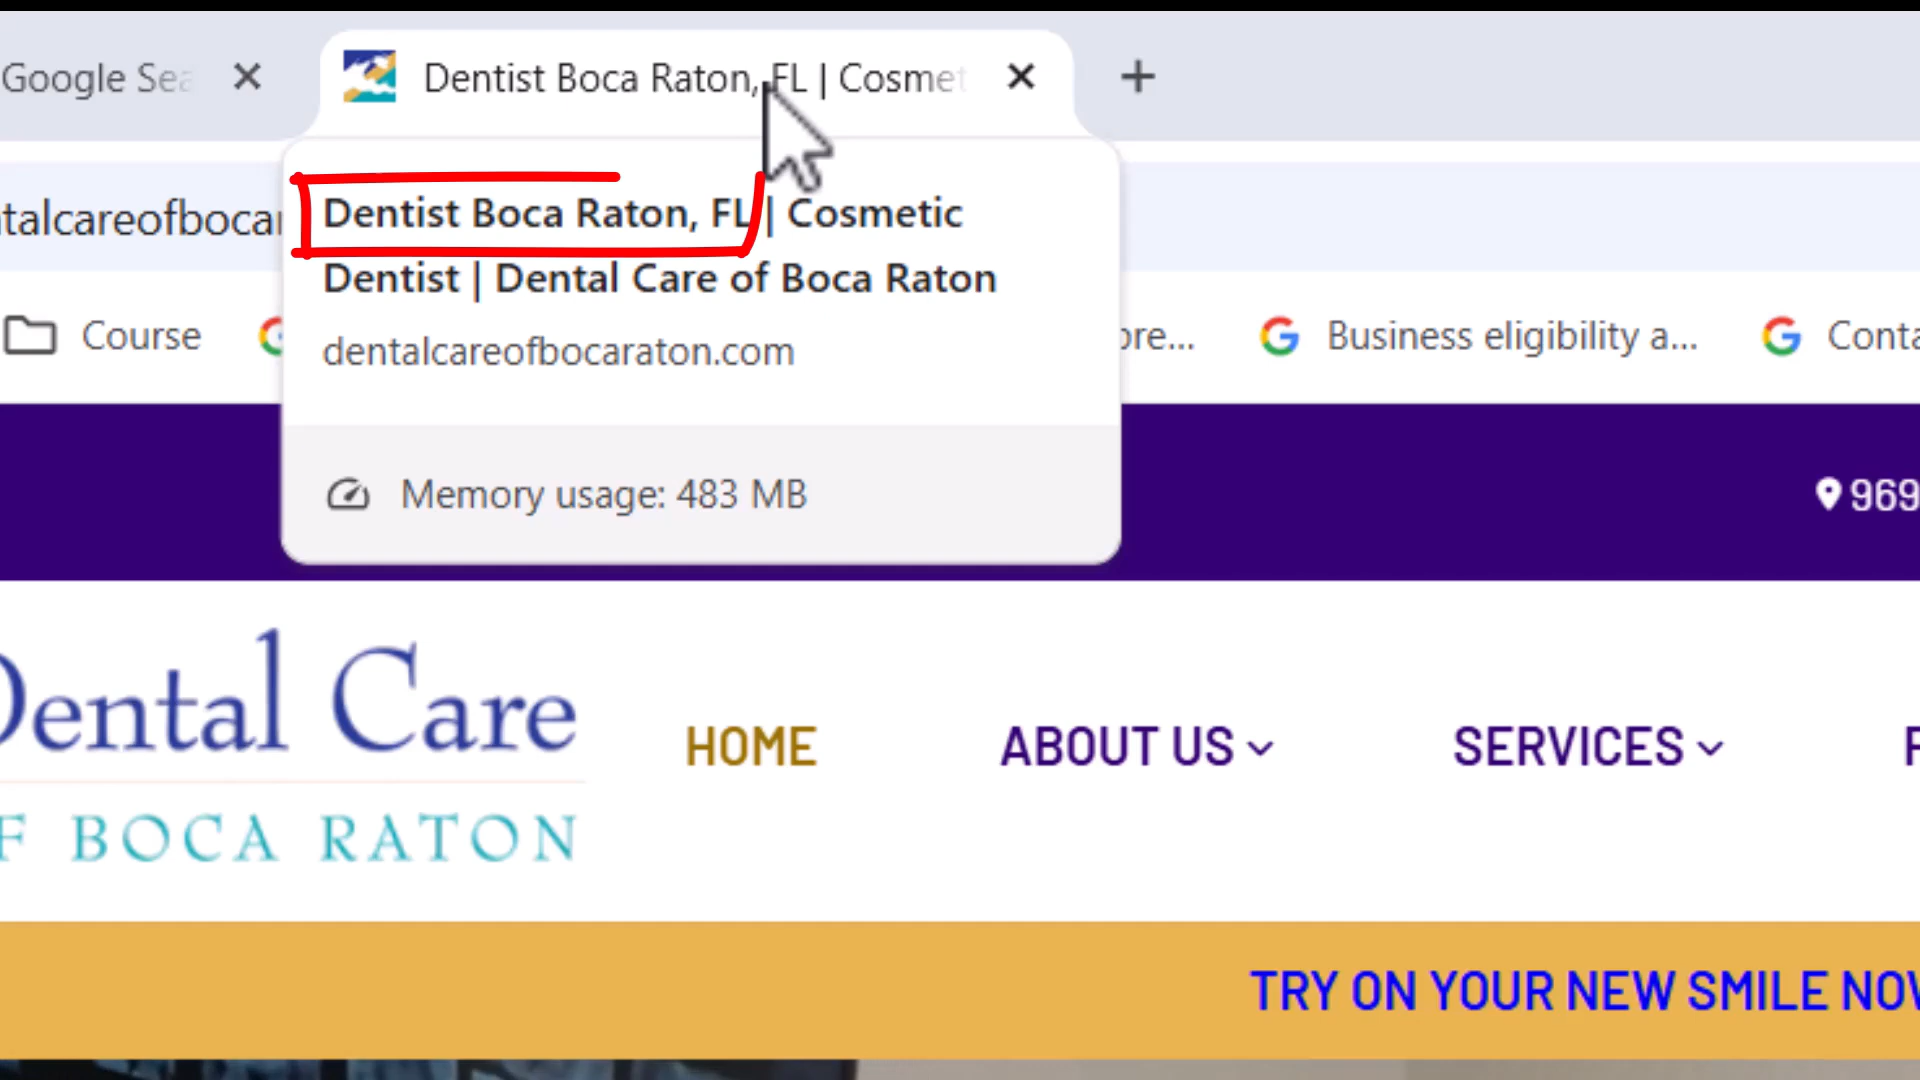 Google Sea
Dentist Boca Raton, FL | Cosmet
talcareofbocar
Dentist Boca Raton, FL | Cosmetic
Dentist | Dental Care of Boca Raton
dentalcareofbocaraton.com
Course
ore...
Business eligibility a...
Conta
Memory usage: 483 MB
969
Dental Care
F BOCA RATON
HOME
ABOUT US
SERVICES
TRY ON YOUR NEW SMILE NOW